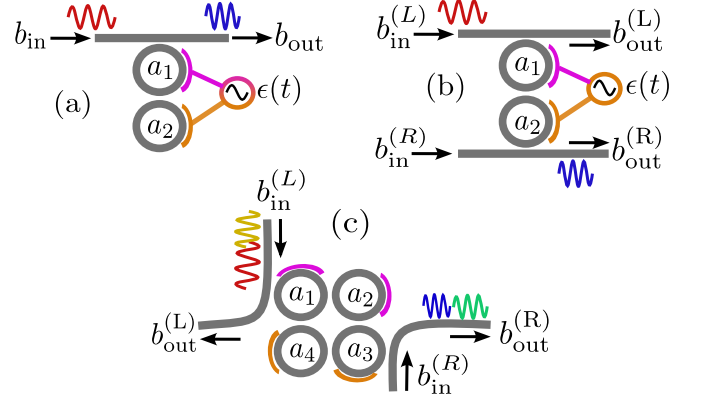 b_in b_out
a_1
ϵ(t)
(a)
a_2
b_in^(L) b_out^(L)
a_1
(b) ϵ(t)
a_2
b_in^(R) b_out^(R)
b_in^(L)
(c)
a_1 a_2
b_out^(L) b_out^(R)
a_4 a_3
b_in^(R)